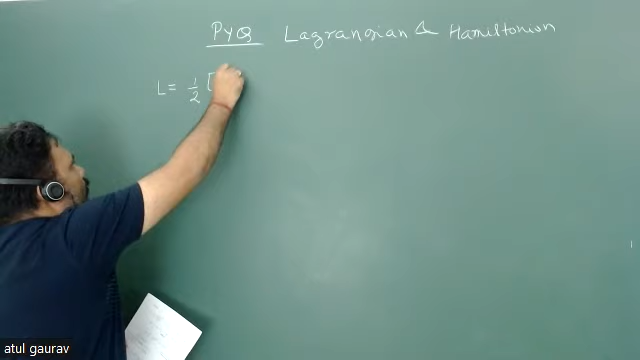 PYQ Lagrangian & Hamiltonian
L = 1/2 [
atul gaurav